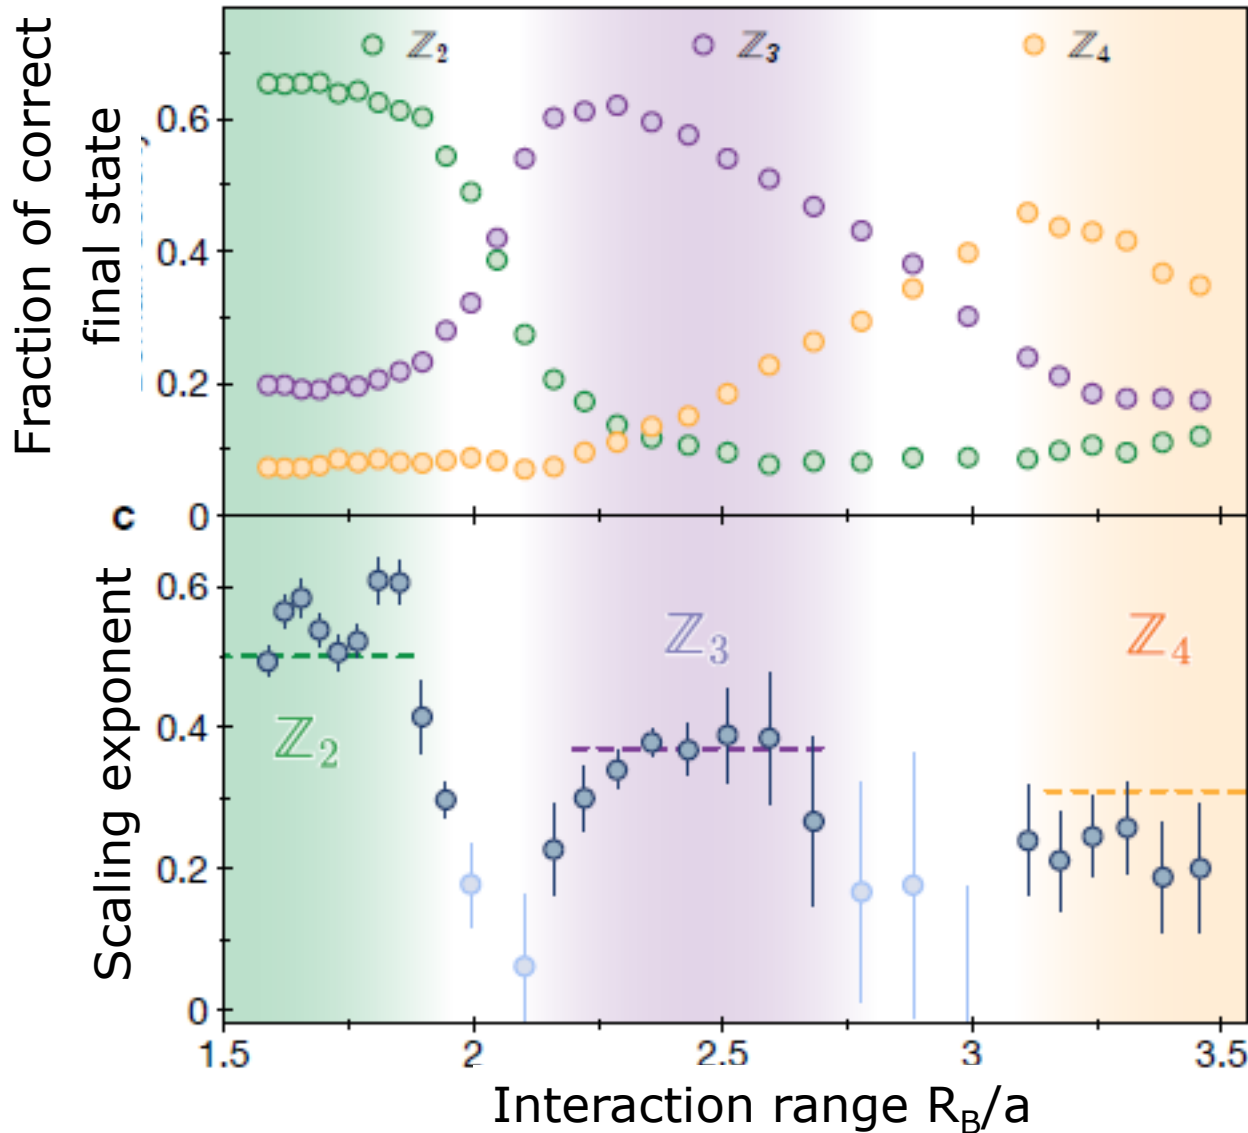 Fraction of correct
final state
ℤ2 ℤ3 ℤ4
0.6
0.4
0.2
0
c
Scaling exponent
0.6
0.4
0.2
0
ℤ2
ℤ3
ℤ4
1.5 2 2.5 3 3.5
Interaction range RB/a